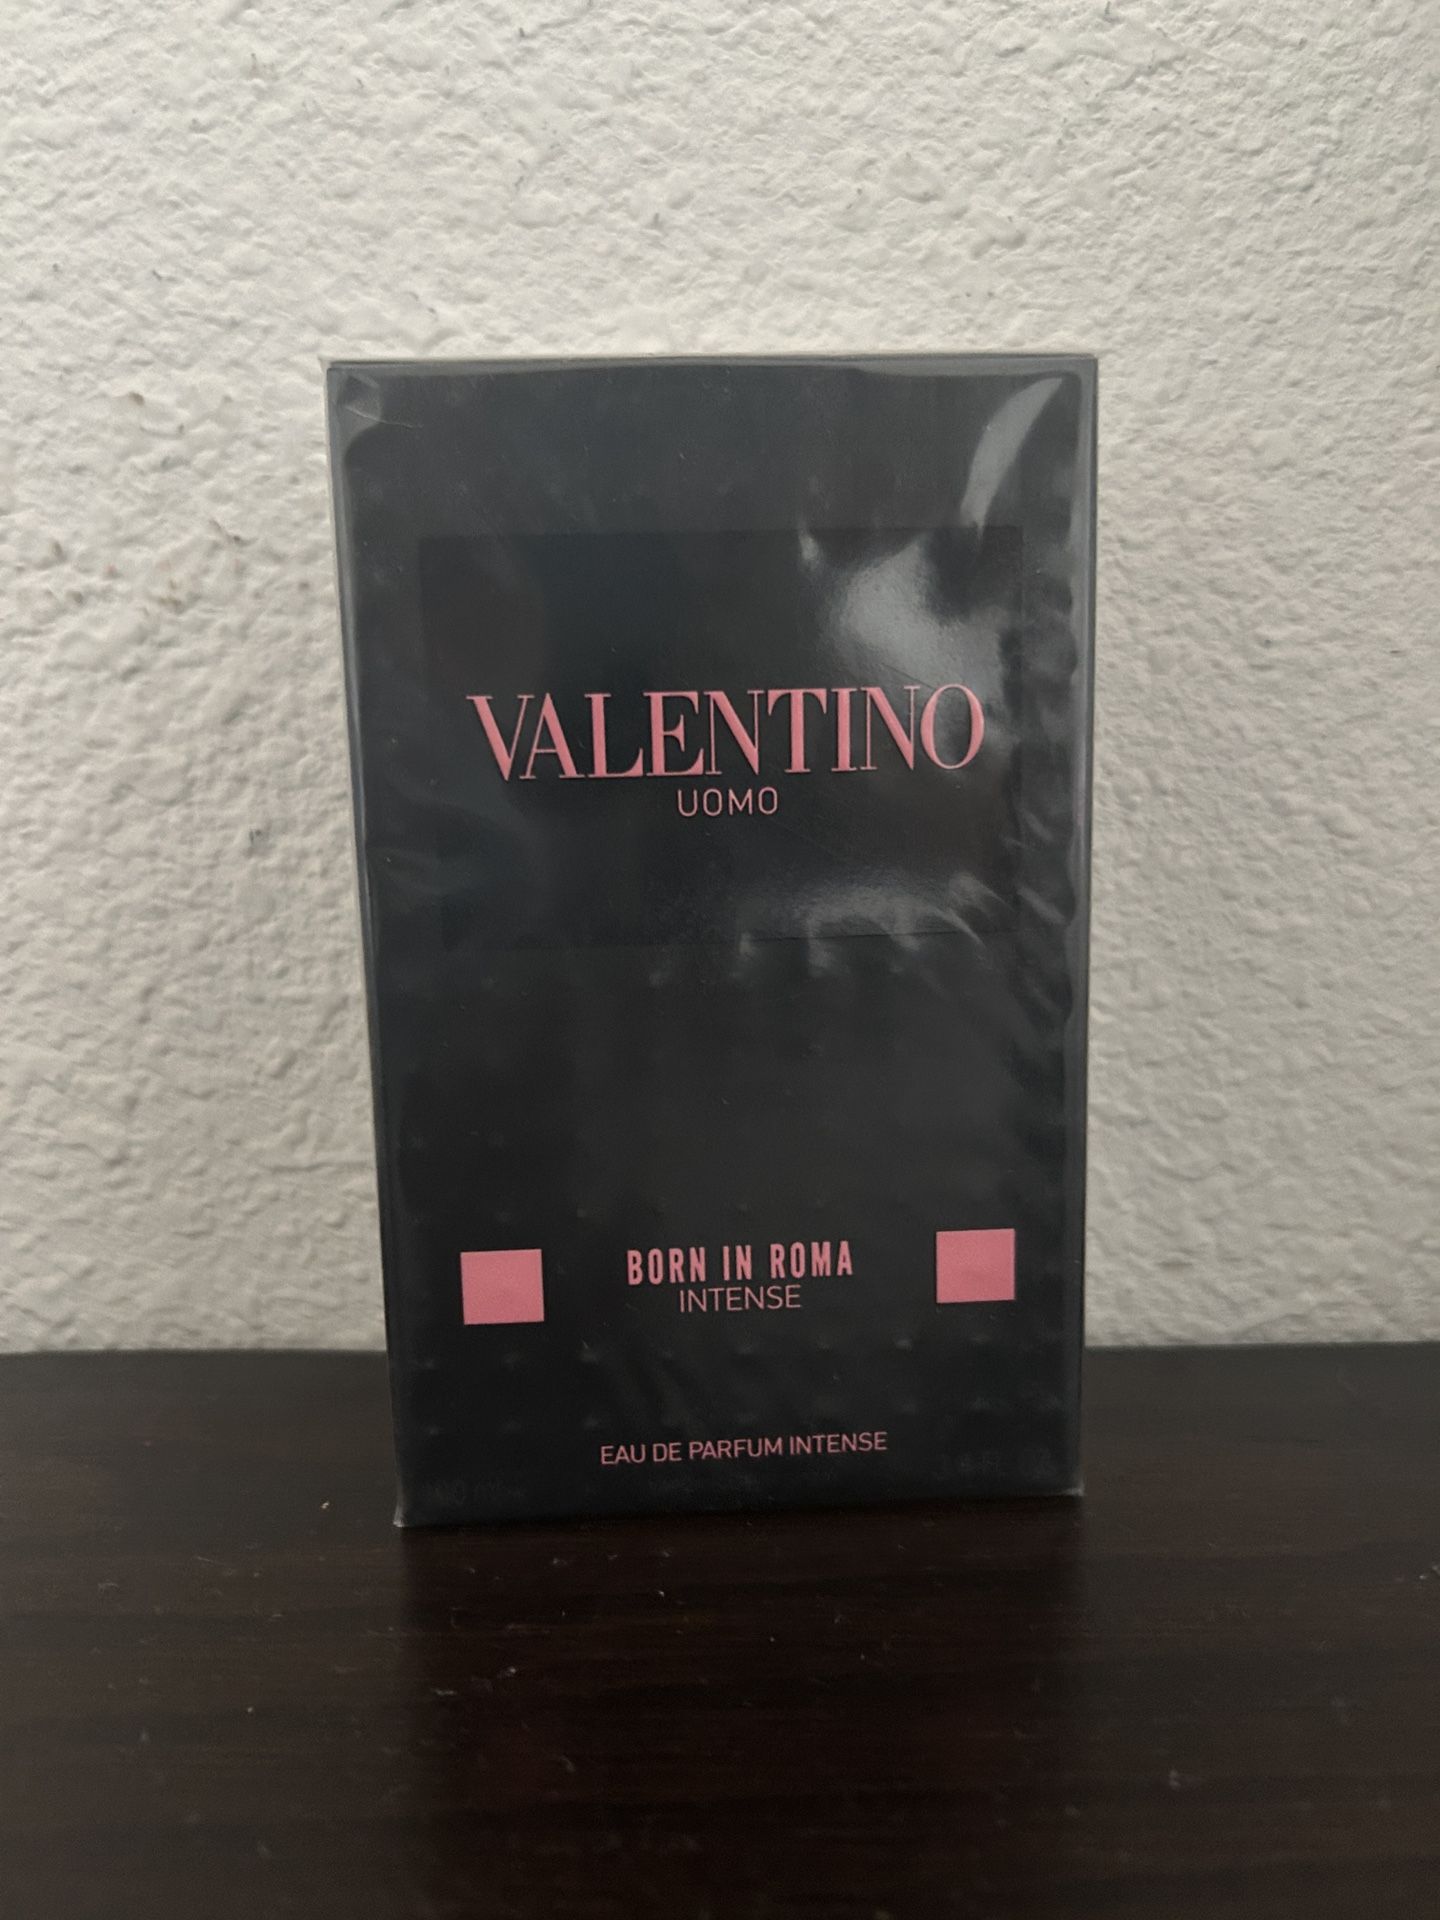 VALENTINO
UOMO
BORN IN ROMA
INTENSE
EAU DE PARFUM INTENSE